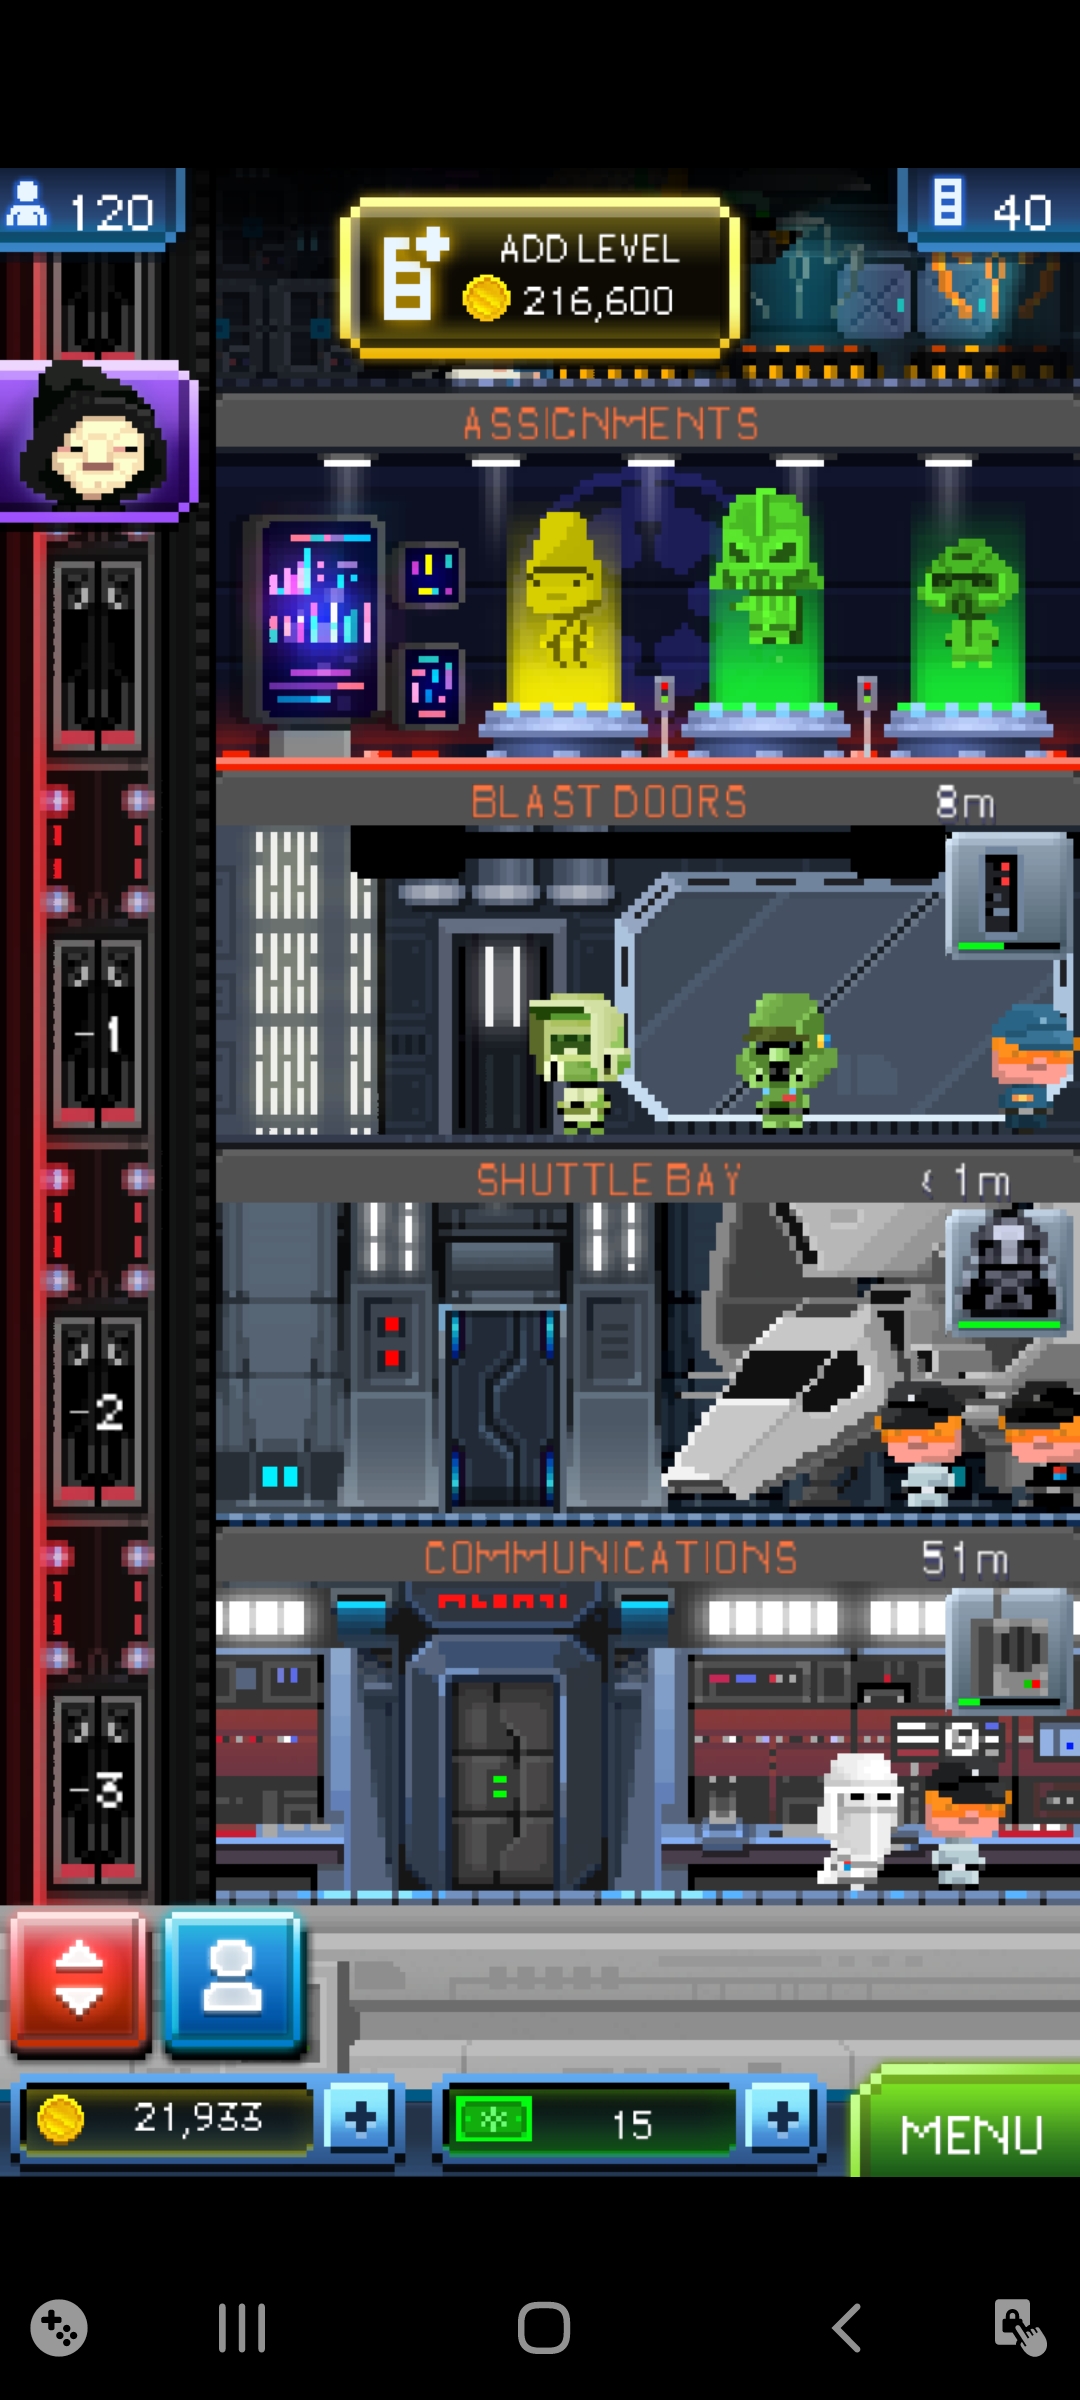 120
ADD LEVEL
216,600
40
ASSIGNMENTS
BLAST DOORS 8m
-1
SHUTTLE BAY < 1m
-2
COMMUNICATIONS 51m
-3
21,933
15
MENU